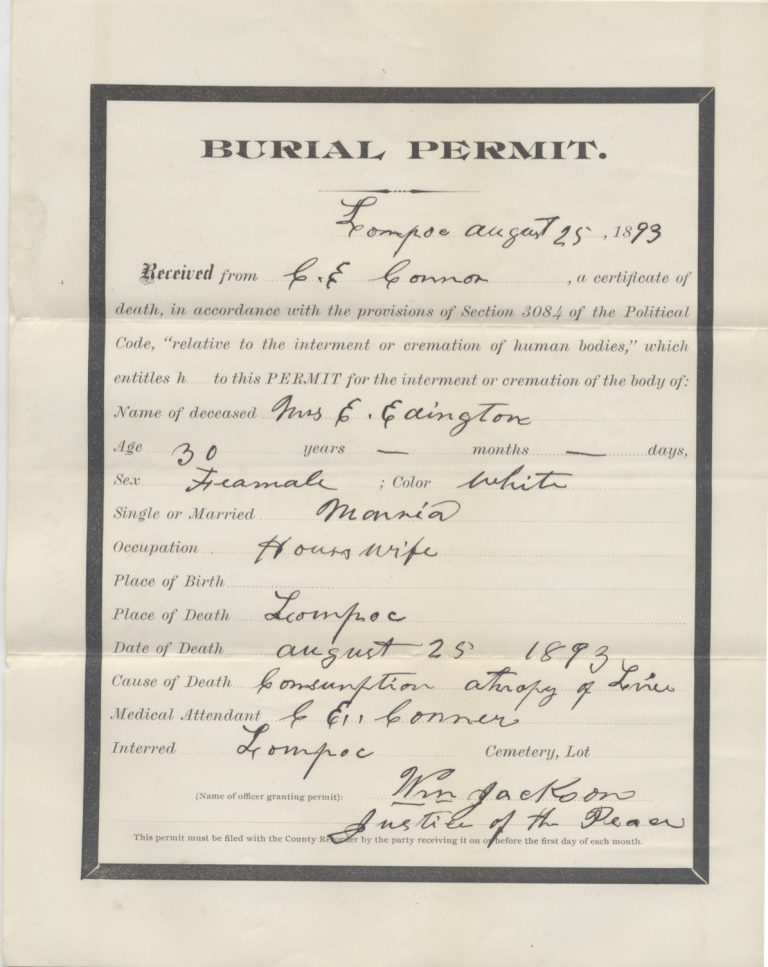 BURIAL PERMIT.
Lompoc august 25, 1893
Received from C. E Connor, a certificate of
death, in accordance with the provisions of Section 3084 of the Political
Code, "relative to the interment or cremation of human bodies," which
entitles h to this PERMIT for the interment or cremation of the body of:
Name of deceased Mrs E. Edington
Age 30 years — months — days,
Sex Feamale ; Color White
Single or Married
Occupation Hous wife
Place of Birth
Place of Death Lompoc
Date of Death august 25 1893
Cause of Death Comsunption athropy of
Medical Attendant C E. Conner
Interred Lompoc Cemetery, Lot
(Name of officer granting permit): Wm Jackson
Justice of the Peace
This permit must be filed with the County Recorder by the party receiving it on or before the first day of each month.